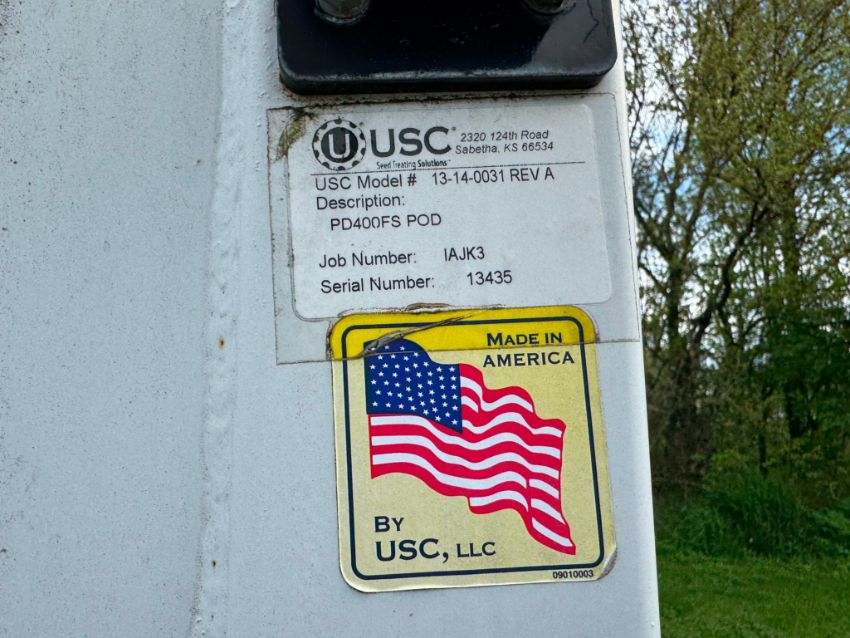 U USC® 2320 124th Road
Sabetha, KS 66534
Seed Treating Solutions™
USC Model # 13-14-0031 REV A
Description:
PD400FS POD
Job Number: IAJK3
Serial Number: 13435
MADE IN
AMERICA
BY
USC, LLC
09010003